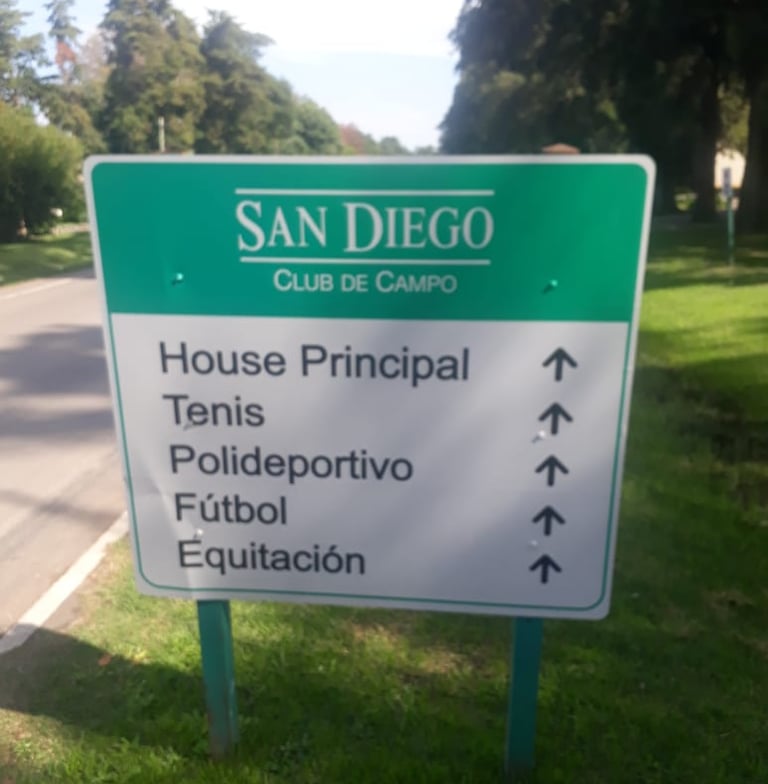 SAN DIEGO
CLUB DE CAMPO
House Principal ↑
Tenis ↑
Polideportivo ↑
Fútbol ↑
Equitación ↑